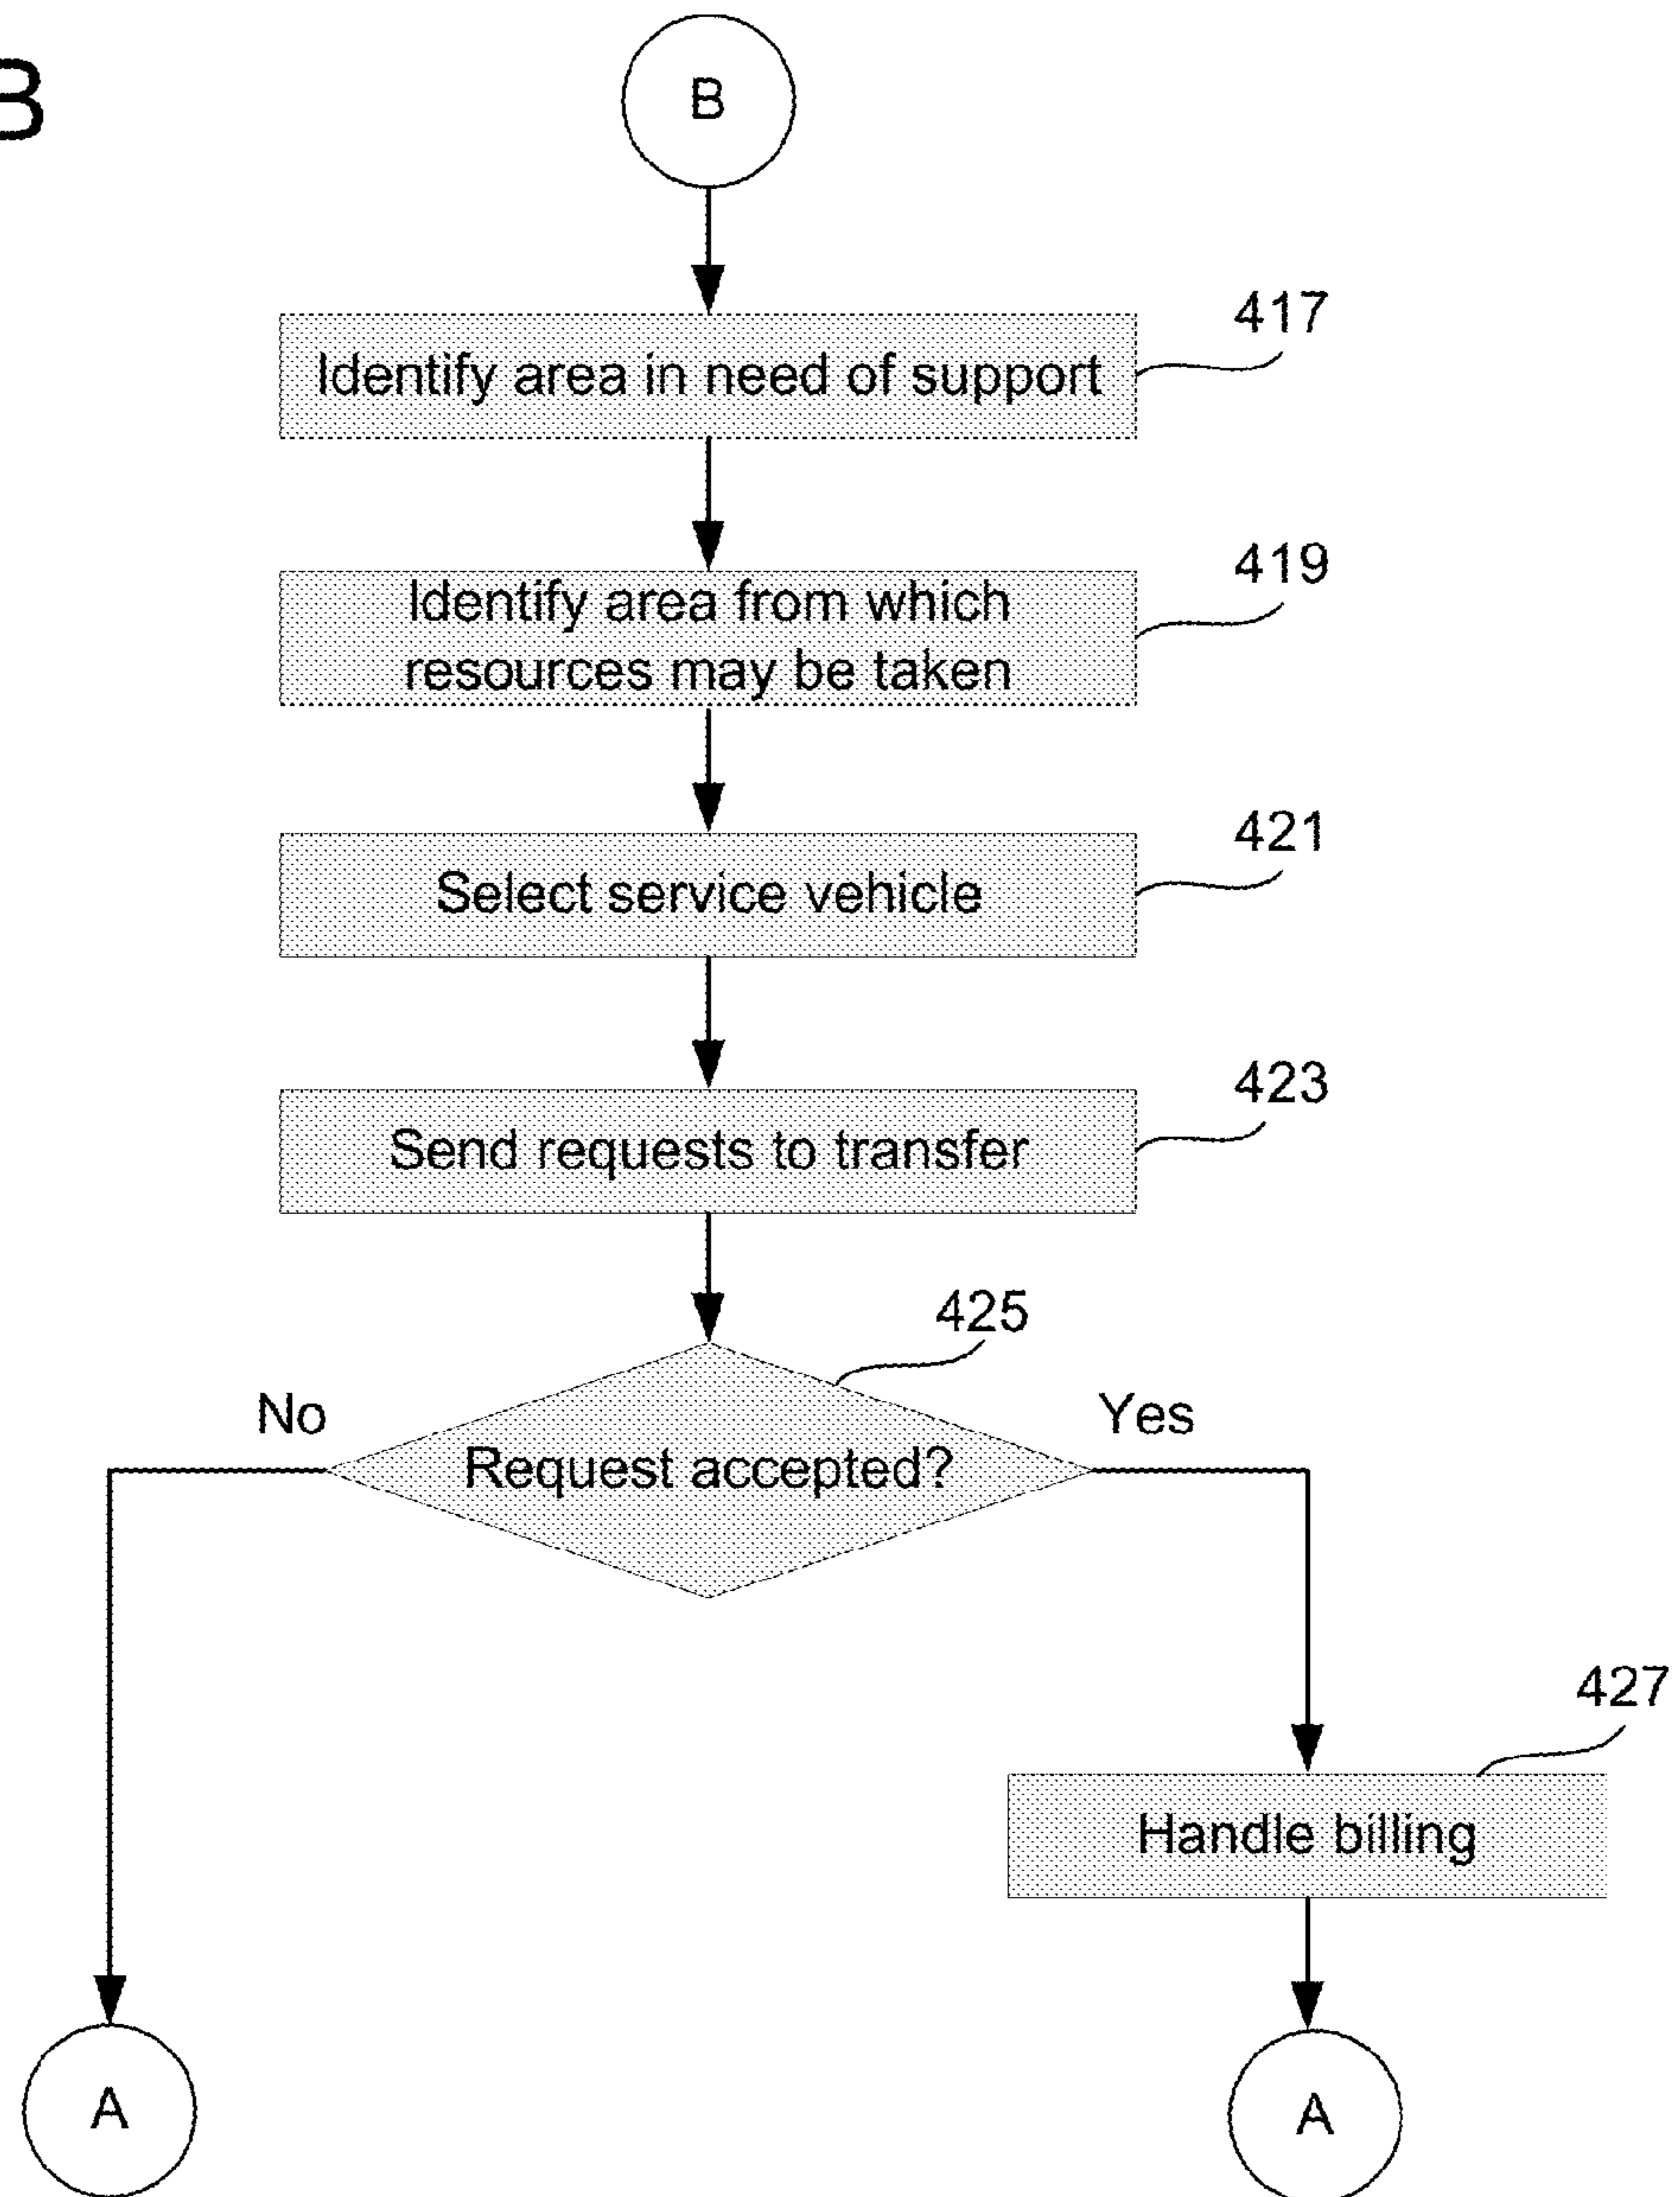 B
B
417
Identify area in need of support
419
Identify area from which
resources may be taken
421
Select service vehicle
423
Send requests to transfer
425
No
Yes
Request accepted?
427
Handle billing
A
A